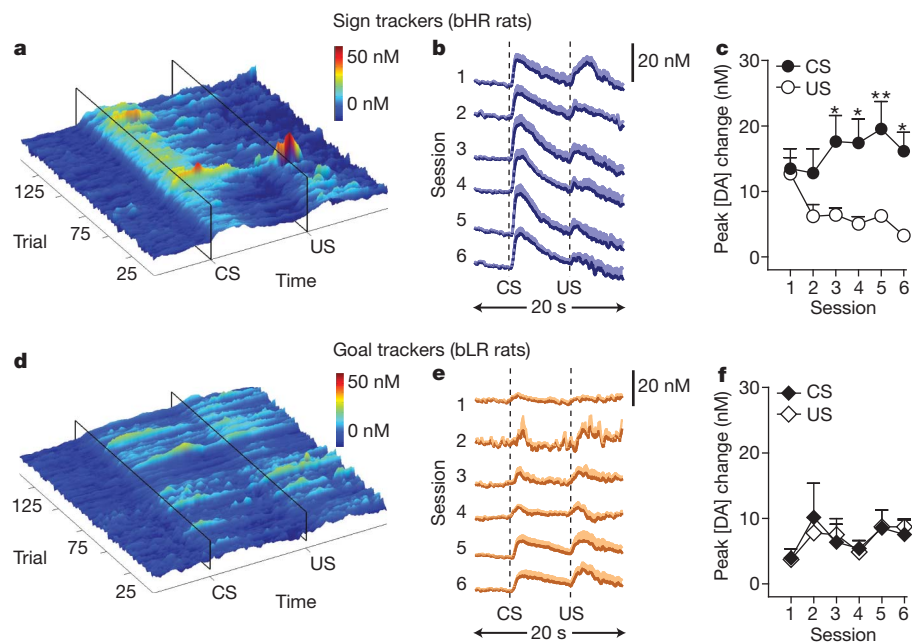 Sign trackers (bHR rats)
a
60 nM
0 nM
125
75
25
Trial
CS
US
Time
b
20 nM
1
2
3
4
5
6
Session
CS
US
20 s
c
CS
US
Peak [DA] change (nM)
30
20
10
0
* * ** *
1 2 3 4 5 6
Session
Goal trackers (bLR rats)
d
50 nM
0 nM
125
75
25
Trial
CS
US
Time
e
20 nM
1
2
3
4
5
6
Session
CS
US
20 s
f
CS
US
Peak [DA] change (nM)
30
20
10
0
1 2 3 4 5 6
Session